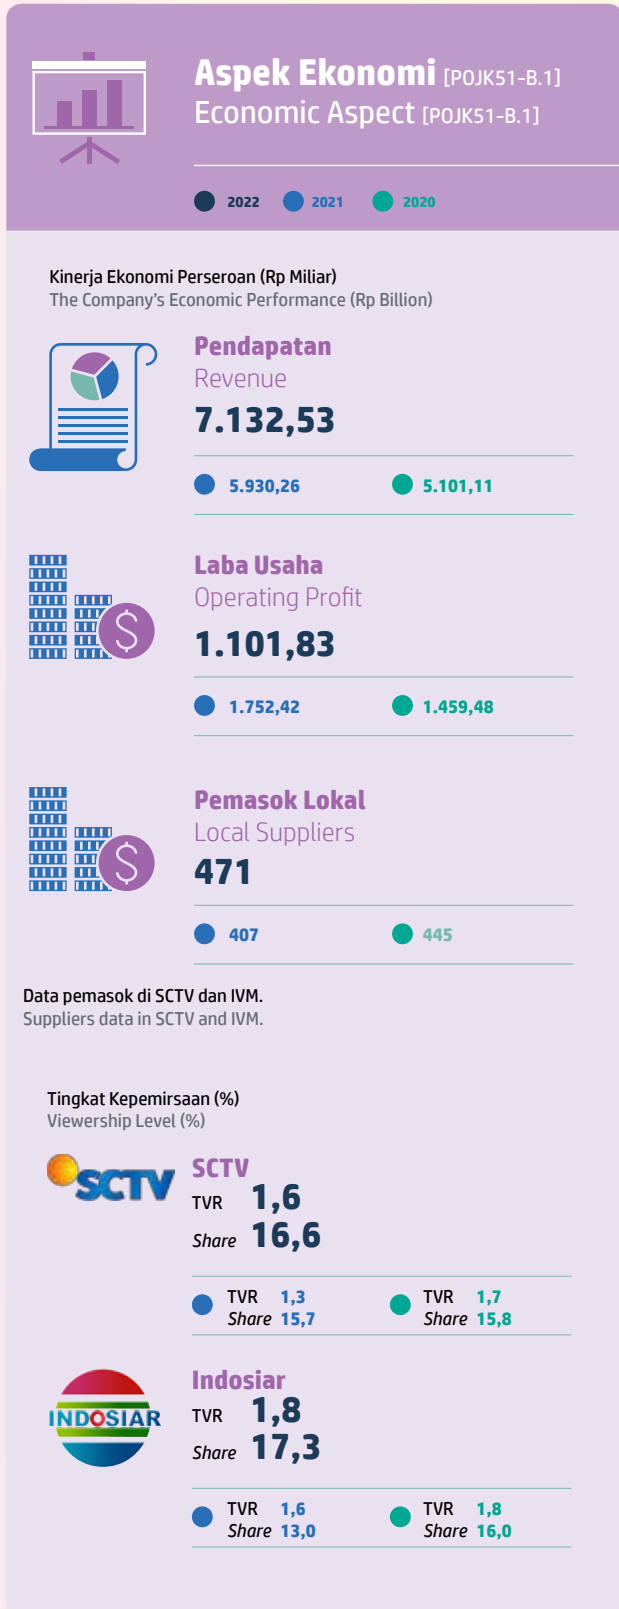 Aspek Ekonomi [POJK51-B.1]
Economic Aspect [POJK51-B.1]
2022 2021 2020
Kinerja Ekonomi Perseroan (Rp Miliar)
The Company's Economic Performance (Rp Billion)
Pendapatan
Revenue
7.132,53
5.930,26 5.101,11
Laba Usaha
Operating Profit
$
1.101,83
1.752,42 1.459,48
Pemasok Lokal
Local Suppliers
$
471
407 445
Data pemasok di SCTV dan IVM.
Suppliers data in SCTV and IVM.
Tingkat Kepemirsaan (%)
Viewership Level (%)
SCTV
SCTV
TVR 1,6
Share 16,6
TVR 1,3 TVR 1,7
Share 15,7 Share 15,8
INDOSIAR
Indosiar
TVR 1,8
Share 17,3
TVR 1,6 TVR 1,8
Share 13,0 Share 16,0